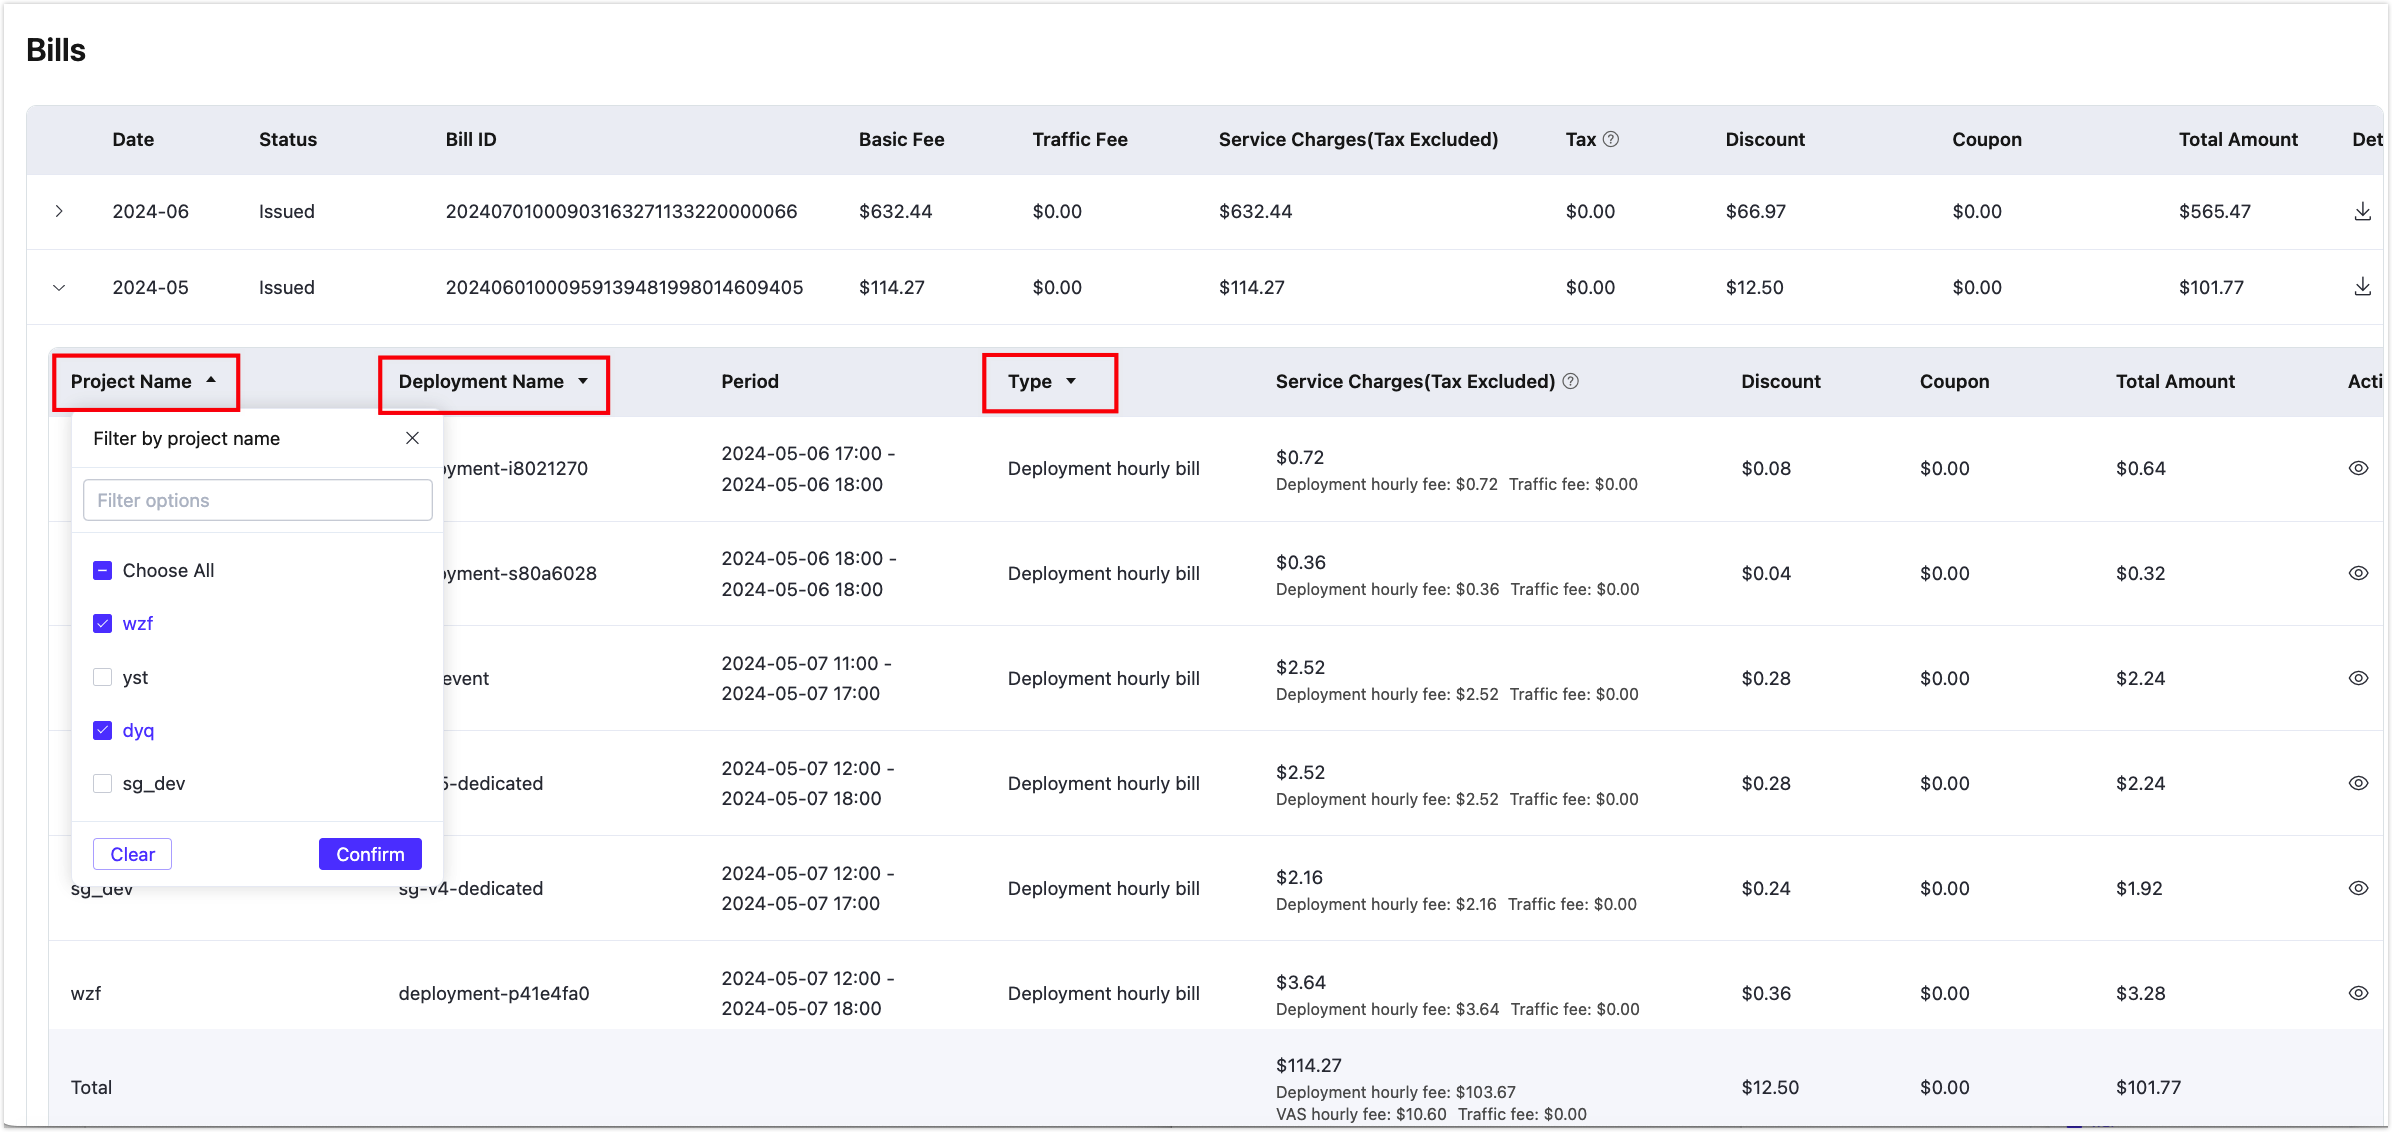 Bills
Date Status Bill ID Basic Fee Traffic Fee Service Charges(Tax Excluded) Tax Discount Coupon Total Amount Det
2024-06 Issued 202407010009031632711332200000066 $632.44 $0.00 $632.44 $0.00 $66.97 $0.00 $565.47
2024-05 Issued 20240601000959139481998014609405 $114.27 $0.00 $114.27 $0.00 $12.50 $0.00 $101.77
Project Name Deployment Name Period Type Service Charges(Tax Excluded) Discount Coupon Total Amount Acti
Filter by project name
Filter options
Choose All
wzf
yst
dyq
sg_dev
Clear Confirm
yment-i8021270 2024-05-06 17:00 - Deployment hourly bill $0.72 $0.08 $0.00 $0.64
2024-05-06 18:00 Deployment hourly fee: $0.72 Traffic fee: $0.00
yment-s80a6028 2024-05-06 18:00 - Deployment hourly bill $0.36 $0.04 $0.00 $0.32
2024-05-06 18:00 Deployment hourly fee: $0.36 Traffic fee: $0.00
event 2024-05-07 11:00 - Deployment hourly bill $2.52 $0.28 $0.00 $2.24
2024-05-07 17:00 Deployment hourly fee: $2.52 Traffic fee: $0.00
5-dedicated 2024-05-07 12:00 - Deployment hourly bill $2.52 $0.28 $0.00 $2.24
2024-05-07 18:00 Deployment hourly fee: $2.52 Traffic fee: $0.00
sg_dev sg-v4-dedicated 2024-05-07 12:00 - Deployment hourly bill $2.16 $0.24 $0.00 $1.92
2024-05-07 17:00 Deployment hourly fee: $2.16 Traffic fee: $0.00
wzf deployment-p41e4fa0 2024-05-07 12:00 - Deployment hourly bill $3.64 $0.36 $0.00 $3.28
2024-05-07 18:00 Deployment hourly fee: $3.64 Traffic fee: $0.00
Total $114.27 $12.50 $0.00 $101.77
Deployment hourly fee: $103.67
VAS hourly fee: $10.60 Traffic fee: $0.00